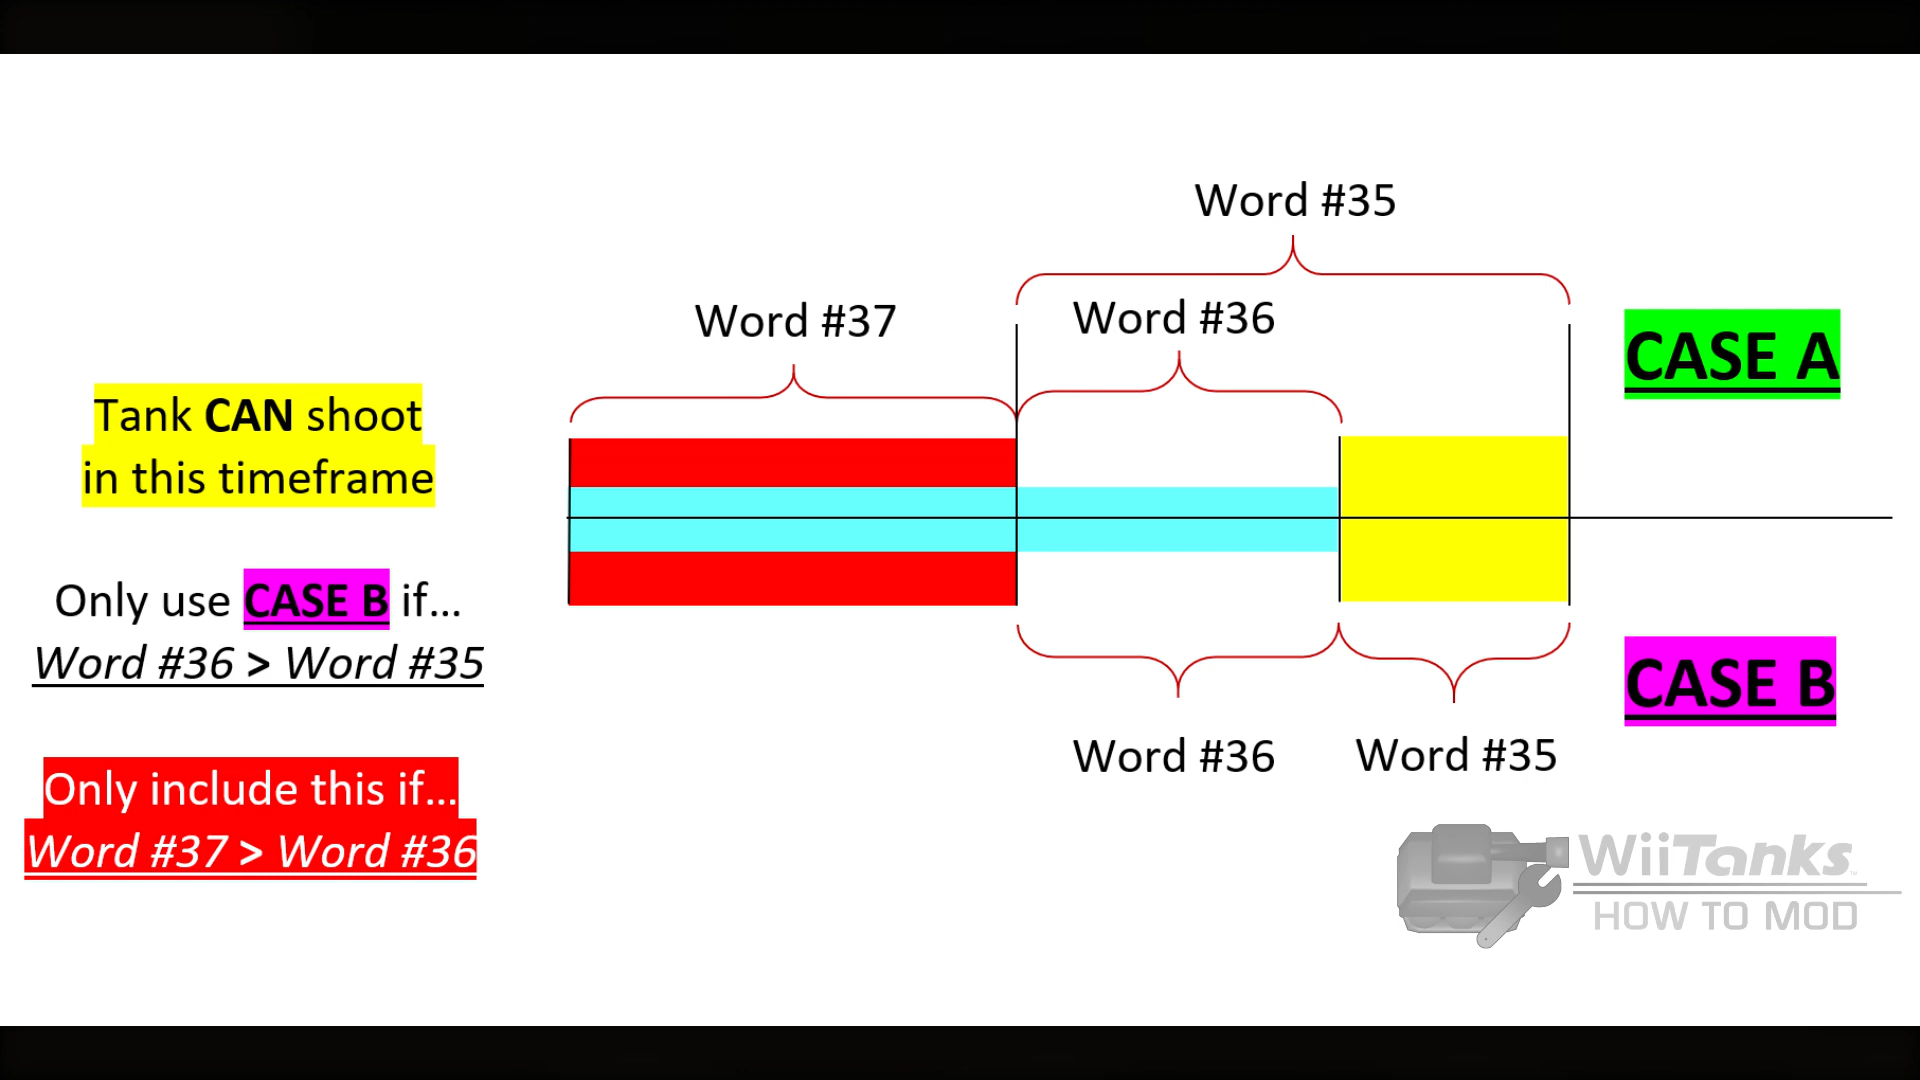 Word #35
Word #37
Word #36
CASE A
Tank CAN shoot
in this timeframe
Only use CASE B if...
Word #36 > Word #35
Only include this if...
Word #37 > Word #36
CASE B
Word #36
Word #35
WiiTanks™
HOW TO MOD